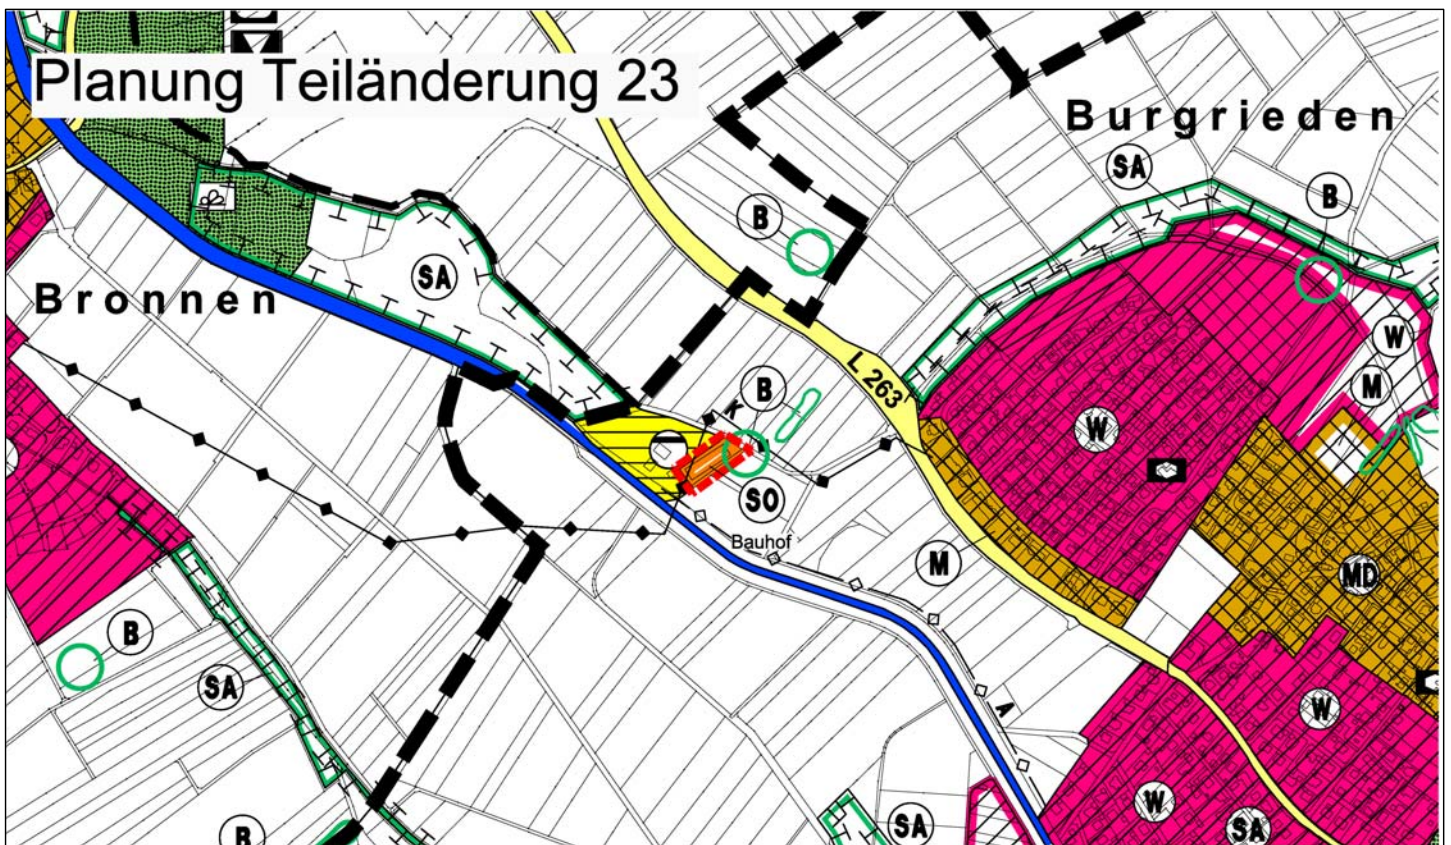 Planung Teiländerung 23
Burgrieden
SA
B
B
SA
Bronnen
W
L 263
M
B
K
W
SO
Bauhof
M
MD
B
SA
W
A
W
SA
SA
B